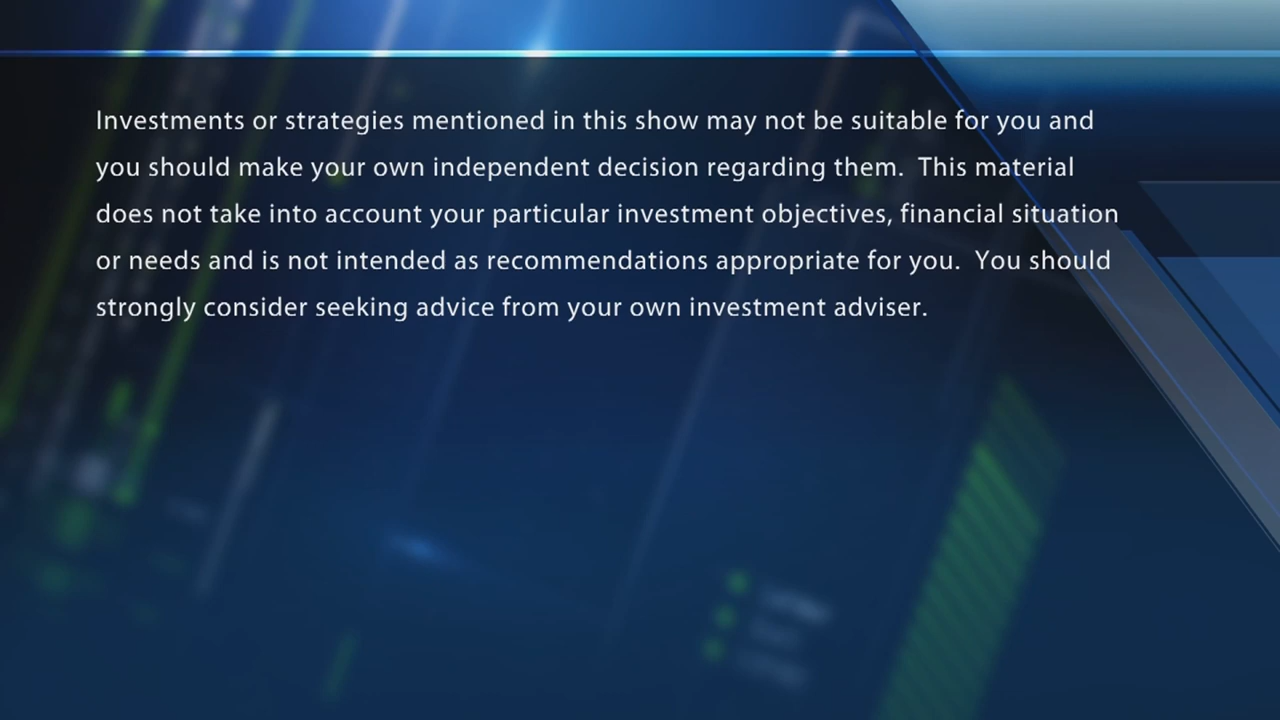 Investments or strategies mentioned in this show may not be suitable for you and
you should make your own independent decision regarding them.  This material
does not take into account your particular investment objectives, financial situation
or needs and is not intended as recommendations appropriate for you.  You should
strongly consider seeking advice from your own investment adviser.